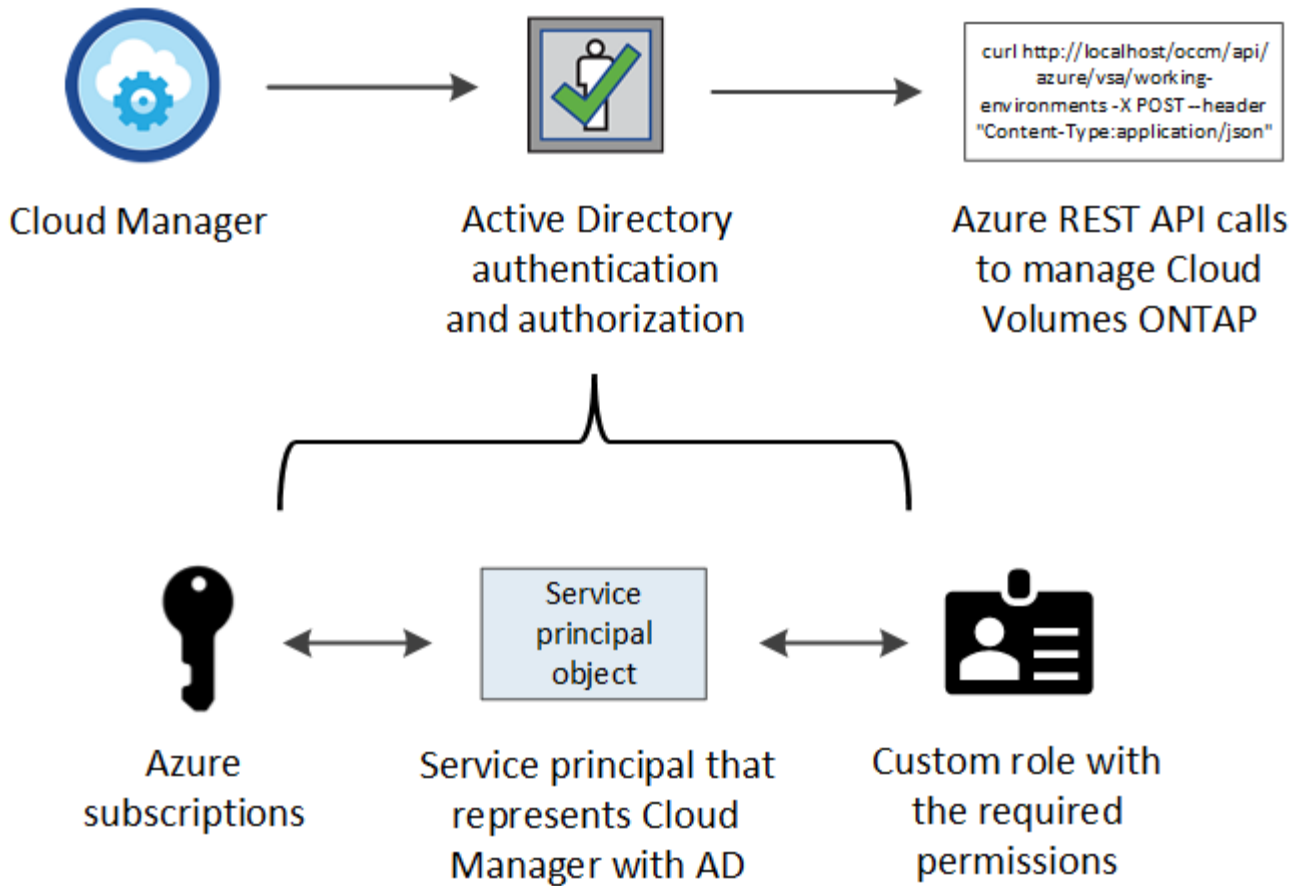 curl http://localhost/occm/api/
azure/vsa/working-
environments -X POST --header
"Content-Type:application/json"
Cloud Manager
Active Directory
authentication
and authorization
Azure REST API calls
to manage Cloud
Volumes ONTAP
Service
principal
object
Azure
subscriptions
Service principal that
represents Cloud
Manager with AD
Custom role with
the required
permissions